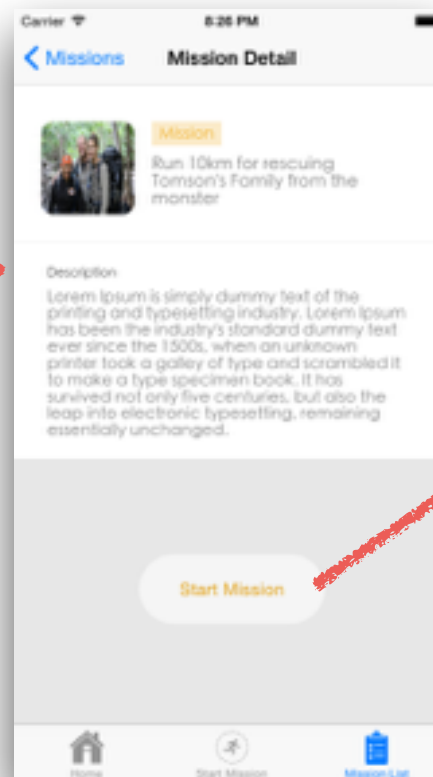 Carrier 8:26 PM
Missions Mission Detail
Mission
Run 10km for rescuing
Tomson's Family from the
monster
Description
Lorem Ipsum is simply dummy text of the
printing and typesetting industry. Lorem Ipsum
has been the industry's standard dummy text
ever since the 1500s, when an unknown
printer took a galley of type and scrambled it
to make a type specimen book. It has
survived not only five centuries, but also the
leap into electronic typesetting, remaining
essentially unchanged.
Start Mission
Home Start Mission Mission List